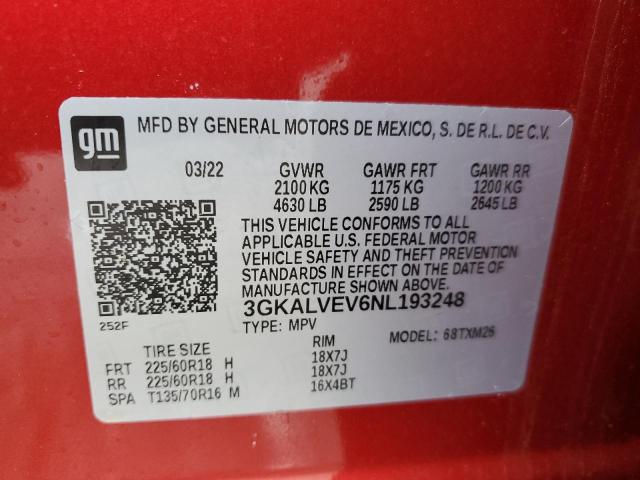 gm
MFD BY GENERAL MOTORS DE MEXICO, S. DE R.L. DE C.V.
03/22 GVWR GAWR FRT GAWR RR
2100 KG 1175 KG 1200 KG
4630 LB 2590 LB 2645 LB
THIS VEHICLE CONFORMS TO ALL
APPLICABLE U.S. FEDERAL MOTOR
VEHICLE SAFETY AND THEFT PREVENTION
STANDARDS IN EFFECT ON THE DATE OF
MANUFACTURE SHOWN ABOVE.
3GKALVEV6NL193248
252F
TYPE: MPV MODEL: 68TXM26
TIRE SIZE RIM
FRT 225/60R18 H 18X7J
RR 225/60R18 H 18X7J
SPA T135/70R16 M 16X4BT